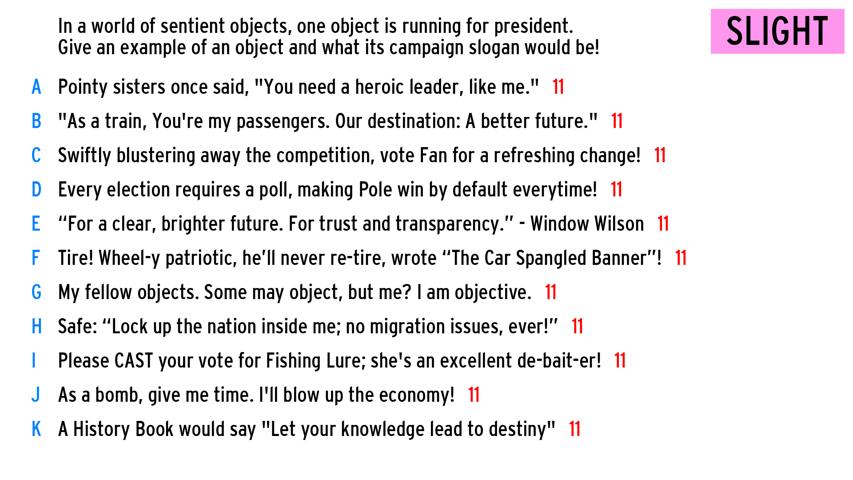 In a world of sentient objects, one object is running for president.
Give an example of an object and what its campaign slogan would be!
SLIGHT
A Pointy sisters once said, "You need a heroic leader, like me." 11
B "As a train, You're my passengers. Our destination: A better future." 11
C Swiftly blustering away the competition, vote Fan for a refreshing change! 11
D Every election requires a poll, making Pole win by default everytime! 11
E “For a clear, brighter future. For trust and transparency.” - Window Wilson 11
F Tire! Wheel-y patriotic, he’ll never re-tire, wrote “The Car Spangled Banner”! 11
G My fellow objects. Some may object, but me? I am objective. 11
H Safe: “Lock up the nation inside me; no migration issues, ever!” 11
I Please CAST your vote for Fishing Lure; she's an excellent de-bait-er! 11
J As a bomb, give me time. I'll blow up the economy! 11
K A History Book would say "Let your knowledge lead to destiny" 11